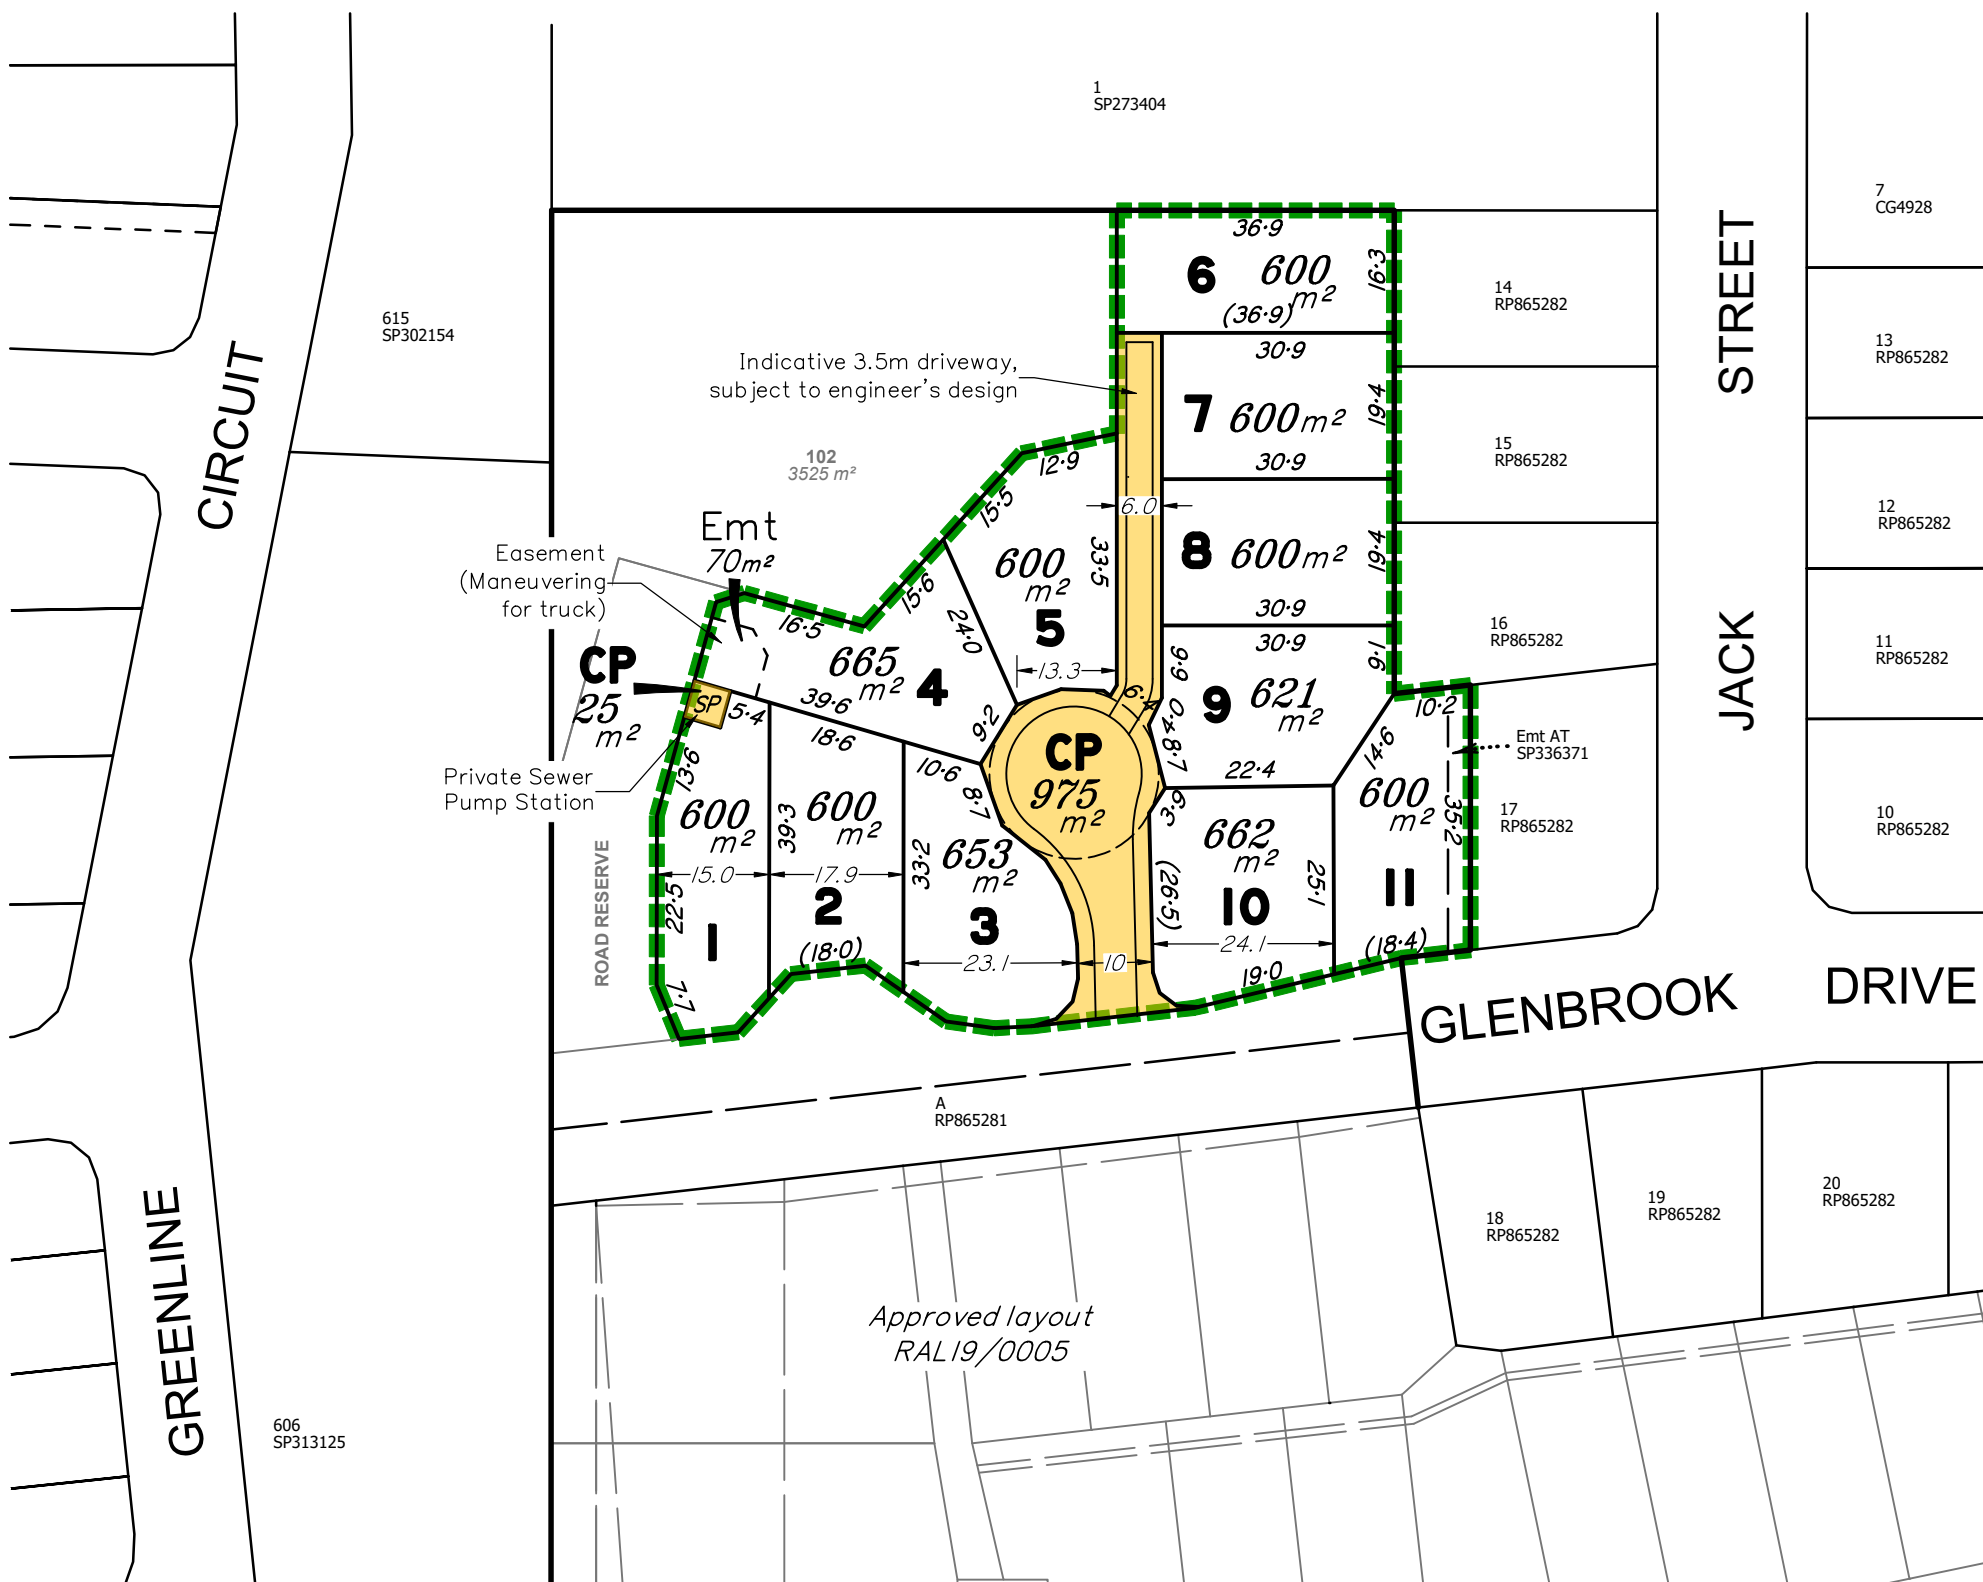 1
SP273404
7
CG4928
615
SP302154
CIRCUIT
STREET
JACK
36·9
6
600
m²
16·3
(36·9)
14
RP865282
13
RP865282
Indicative 3.5m driveway,
subject to engineer's design
30·9
7
600m²
16·4
30·9
15
RP865282
102
3525 m²
12·9
15·5
6.0
12
RP865282
Emt
70m²
Easement
(Maneuvering
for truck)
8
600m²
16·4
30·9
33·5
600
m²
5
13.3
15·6
24·0
16·5
665
m²
4
39·6
9·2
16
RP865282
11
RP865282
30·9
1·6
9·9
9
621
m²
4·0
8·7
6·4
22·4
10·2
14·6
Emt AT
SP336371
CP
25
m²
SP
5·4
18·6
10·6
8·7
CP
975
m²
3·9
Private Sewer
Pump Station
13·6
600
m²
15.0
22·5
1
7·7
39·3
600
m²
17.9
2
(18·0)
33·2
653
m²
3
23.1
10
662
m²
(26·5)
10
24.1
25·1
19·0
600
m²
11
35·2
(18·4)
17
RP865282
10
RP865282
ROAD RESERVE
GLENBROOK DRIVE
A
RP865281
GREENLINE
18
RP865282
19
RP865282
20
RP865282
Approved layout
RAL19/0005
606
SP313125